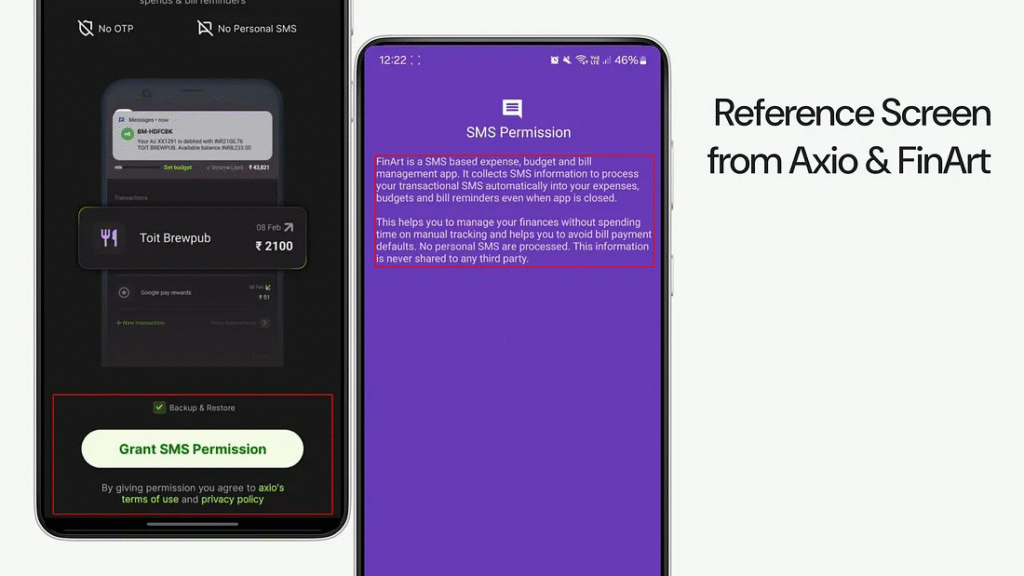 spends & bill reminders
No OTP
No Personal SMS
Messages • now
BM-HDFCBK
Your Ac XX1291 is debited with INR2100.76
TOIT BREWPUB. Available balance INR8,223.00
Set budget
₹ 43,821
Transactions
Toit Brewpub
08 Feb
₹ 2100
Google pay rewards
₹ 51
+ New transaction
Backup & Restore
Grant SMS Permission
By giving permission you agree to axio's
terms of use and privacy policy
12:22
46%
SMS Permission
FinArt is a SMS based expense, budget and bill
management app. It collects SMS information to process
your transactional SMS automatically into your expenses,
budgets and bill reminders even when app is closed.
This helps you to manage your finances without spending
time on manual tracking and helps you to avoid bill payment
defaults. No personal SMS are processed. This information
is never shared to any third party.
Reference Screen
from Axio & FinArt